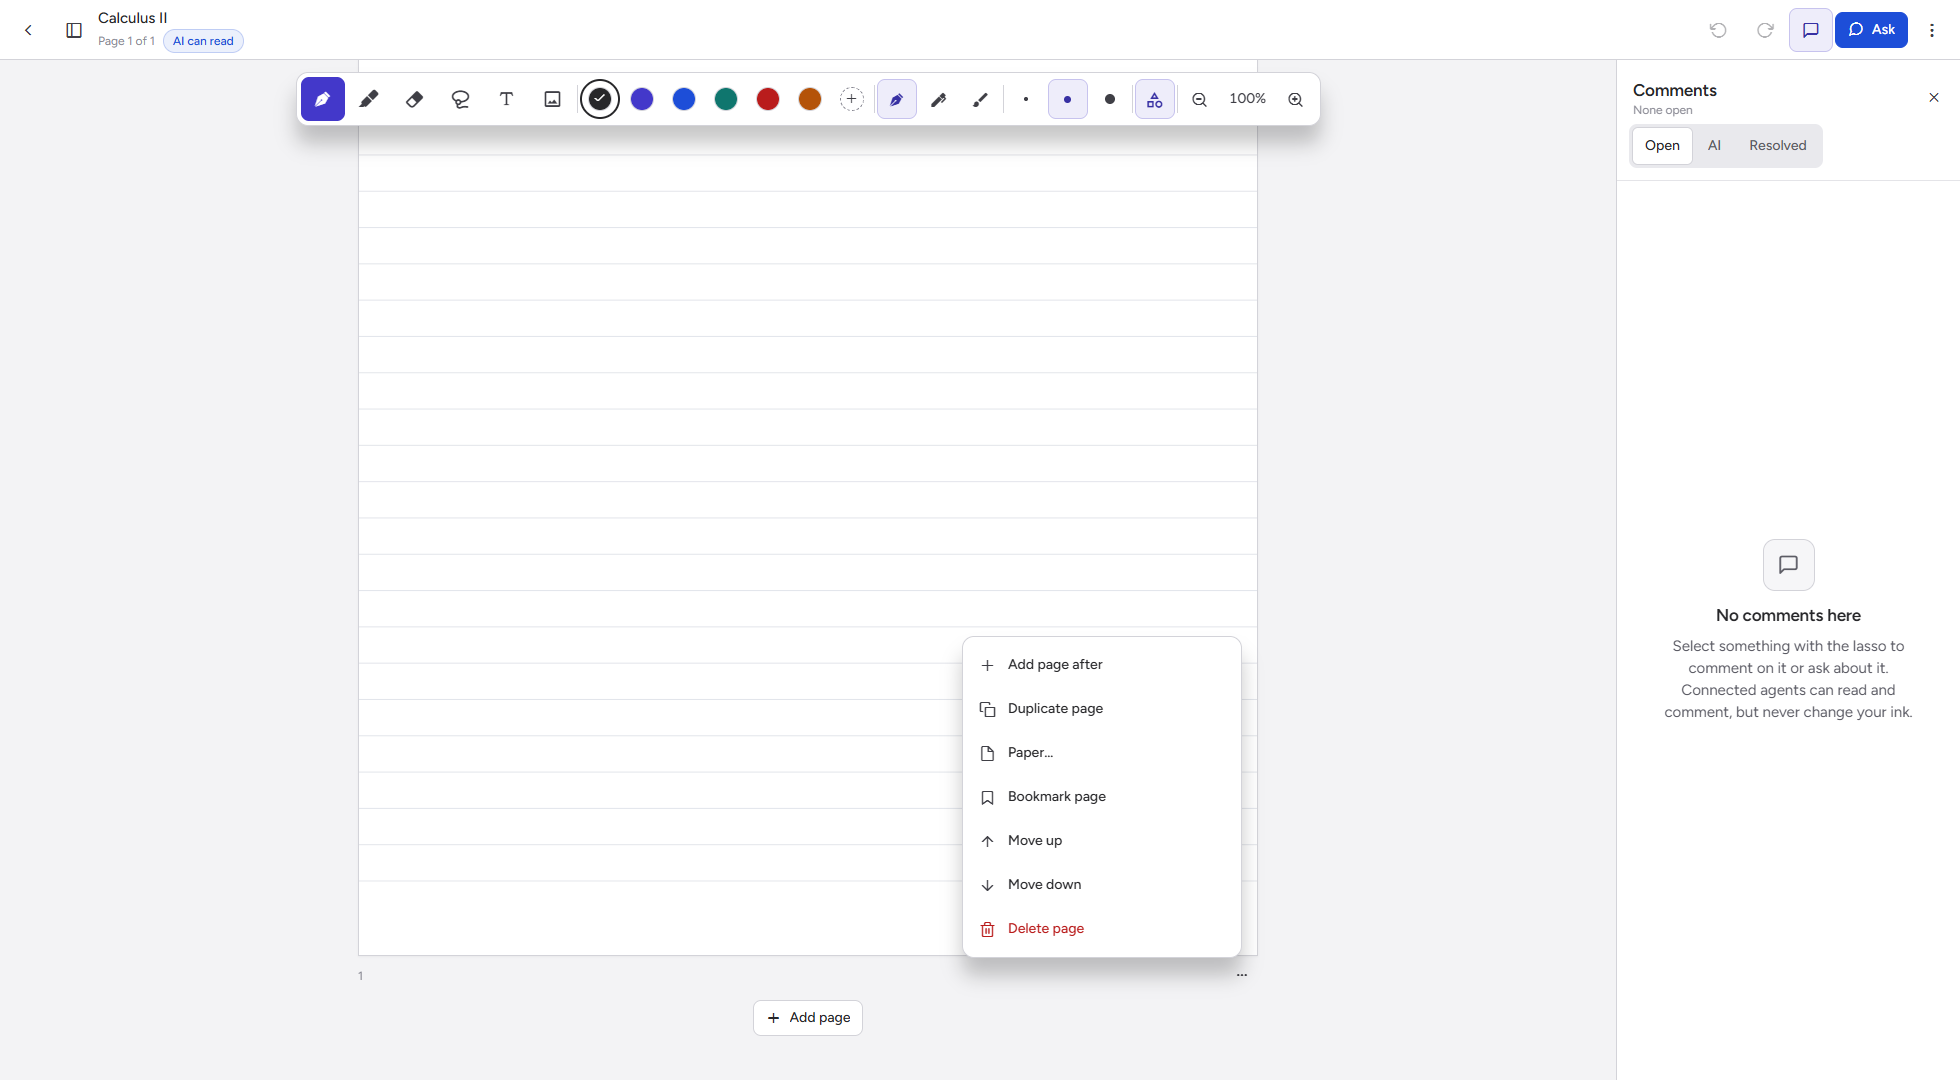 Calculus II
Page 1 of 1 AI can read
Ask
T
100%
Comments
None open
Open AI Resolved
No comments here
Select something with the lasso to
comment on it or ask about it.
Connected agents can read and
comment, but never change your ink.
Add page after
Duplicate page
Paper...
Bookmark page
Move up
Move down
Delete page
1
Add page